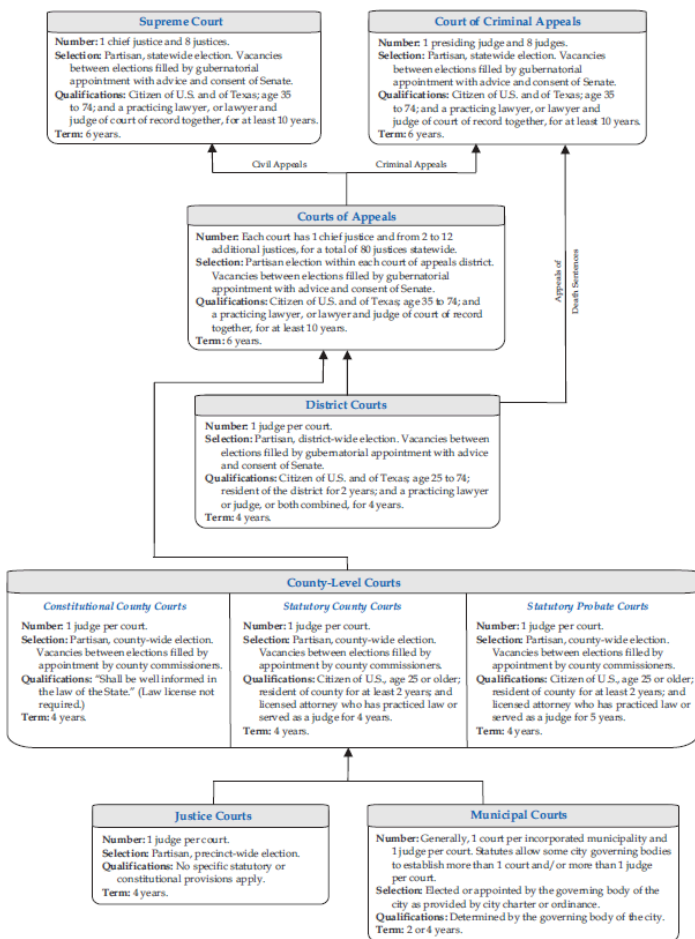 Supreme Court
Number: 1 chief justice and 8 justices.
Selection: Partisan, statewide election. Vacancies
between elections filled by gubernatorial
appointment with advice and consent of Senate.
Qualifications: Citizen of U.S. and of Texas; age 35
to 74; and a practicing lawyer, or lawyer and
judge of court of record together, for at least 10 years.
Term: 6 years.
Court of Criminal Appeals
Number: 1 presiding judge and 8 judges.
Selection: Partisan, statewide election. Vacancies
between elections filled by gubernatorial
appointment with advice and consent of Senate.
Qualifications: Citizen of U.S. and of Texas; age 35
to 74; and a practicing lawyer, or lawyer and
judge of court of record together, for at least 10 years.
Term: 6 years.
Civil Appeals
Criminal Appeals
Courts of Appeals
Number: Each court has 1 chief justice and from 2 to 12
additional justices, for a total of 80 justices statewide.
Selection: Partisan election within each court of appeals district.
Vacancies between elections filled by gubernatorial
appointment with advice and consent of Senate.
Qualifications: Citizen of U.S. and of Texas; age 35 to 74; and
a practicing lawyer, or lawyer and judge of court of record
together, for at least 10 years.
Term: 6 years.
Appeals of
Death Sentences
District Courts
Number: 1 judge per court.
Selection: Partisan, district-wide election. Vacancies between
elections filled by gubernatorial appointment with advice
and consent of Senate.
Qualifications: Citizen of U.S. and of Texas; age 25 to 74;
resident of the district for 2 years; and a practicing lawyer
or judge, or both combined, for 4 years.
Term: 4 years.
County-Level Courts
Constitutional County Courts
Number: 1 judge per court.
Selection: Partisan, county-wide election.
Vacancies between elections filled by
appointment by county commissioners.
Qualifications: "Shall be well informed in
the law of the State." (Law license not
required.)
Term: 4 years.
Statutory County Courts
Number: 1 judge per court.
Selection: Partisan, county-wide election.
Vacancies between elections filled by
appointment by county commissioners.
Qualifications: Citizen of U.S., age 25 or older;
resident of county for at least 2 years; and
licensed attorney who has practiced law or
served as a judge for 4 years.
Term: 4 years.
Statutory Probate Courts
Number: 1 judge per court.
Selection: Partisan, county-wide election.
Vacancies between elections filled by
appointment by county commissioners.
Qualifications: Citizen of U.S., age 25 or older;
resident of county for at least 2 years; and
licensed attorney who has practiced law or
served as a judge for 5 years.
Term: 4 years.
Justice Courts
Number: 1 judge per court.
Selection: Partisan, precinct-wide election.
Qualifications: No specific statutory or
constitutional provisions apply.
Term: 4 years.
Municipal Courts
Number: Generally, 1 court per incorporated municipality and
1 judge per court. Statutes allow some city governing bodies
to establish more than 1 court and/or more than 1 judge
per court.
Selection: Elected or appointed by the governing body of the
city as provided by city charter or ordinance.
Qualifications: Determined by the governing body of the city.
Term: 2 or 4 years.